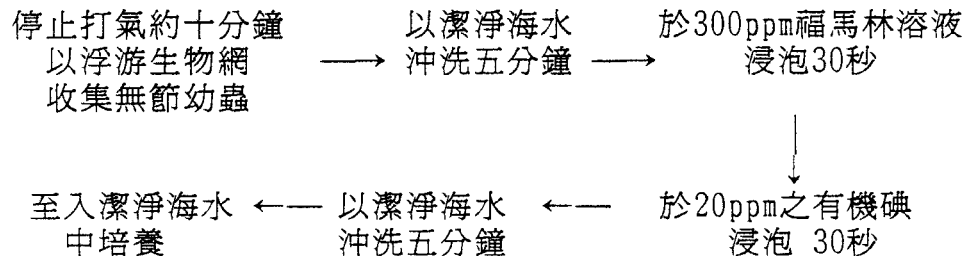 停止打氣約十分鐘
以浮游生物網
收集無節幼蟲
以潔淨海水
沖洗五分鐘
於300ppm福馬林溶液
浸泡30秒
於20ppm之有機碘
浸泡 30秒
以潔淨海水
沖洗五分鐘
至入潔淨海水
中培養